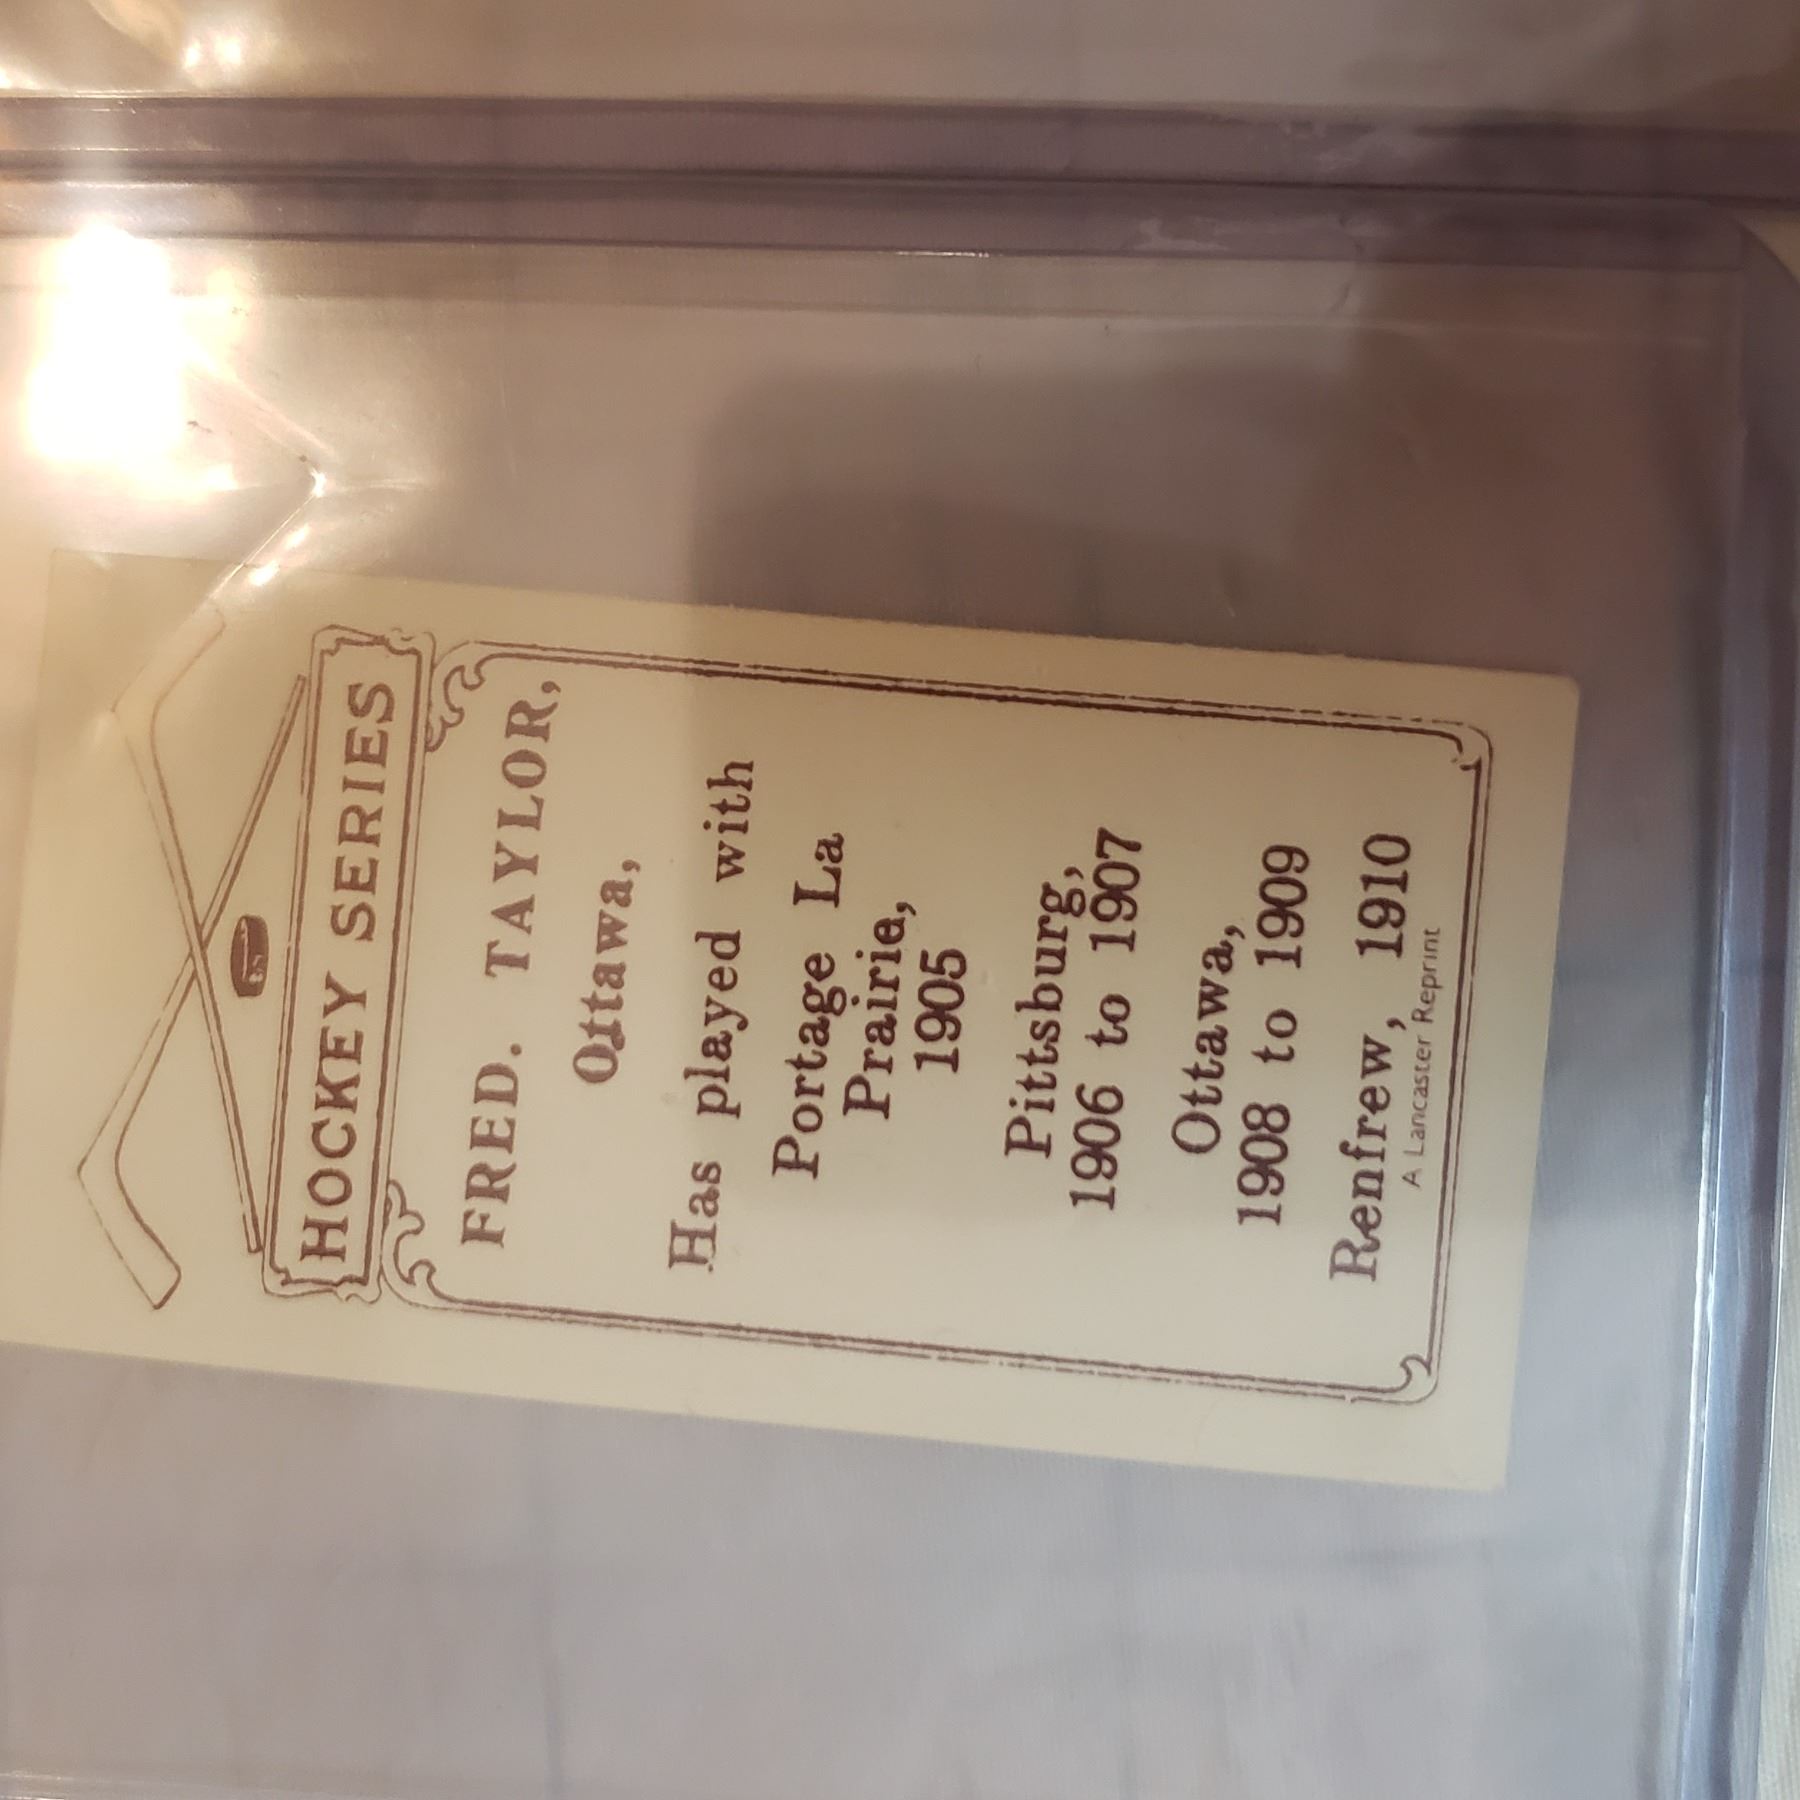 HOCKEY SERIES
FRED. TAYLOR,
Ottawa,
Has played with
Portage La
Prairie,
1905
Pittsburg,
1906 to 1907
Ottawa,
1908 to 1909
Renfrew, 1910
A Lancaster Reprint